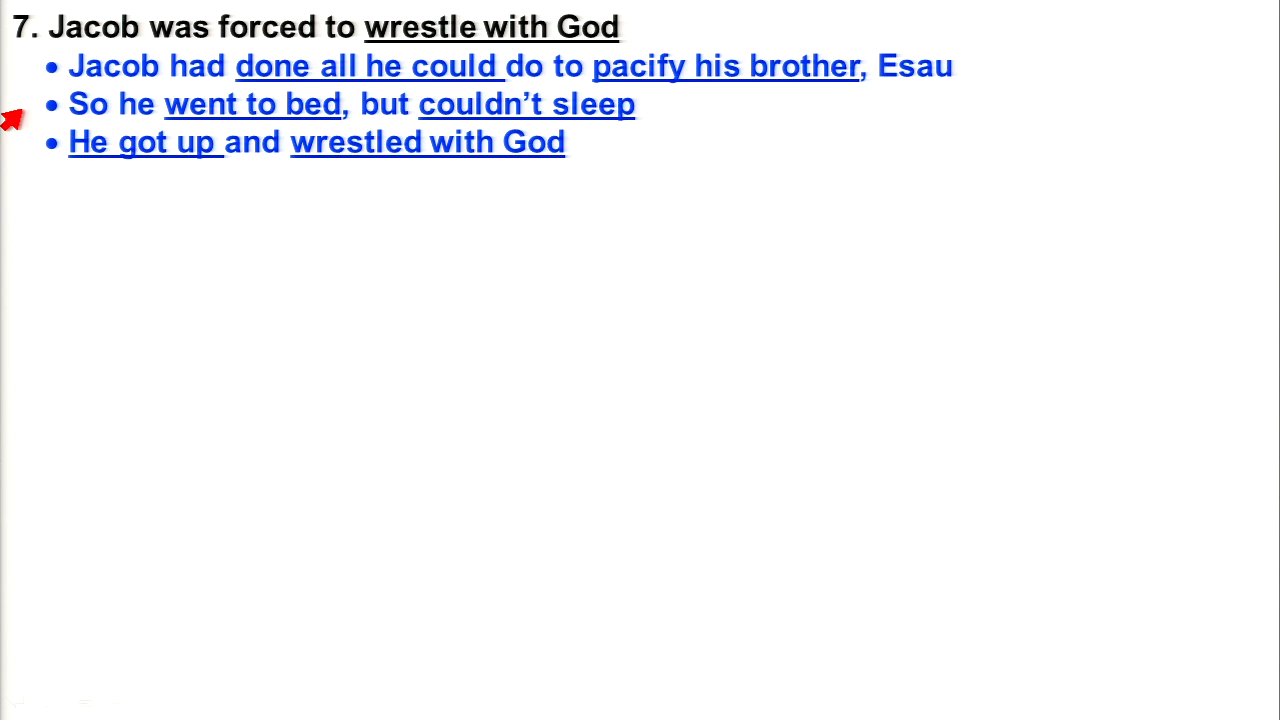 7. Jacob was forced to wrestle with God
• Jacob had done all he could do to pacify his brother, Esau
• So he went to bed, but couldn’t sleep
• He got up and wrestled with God